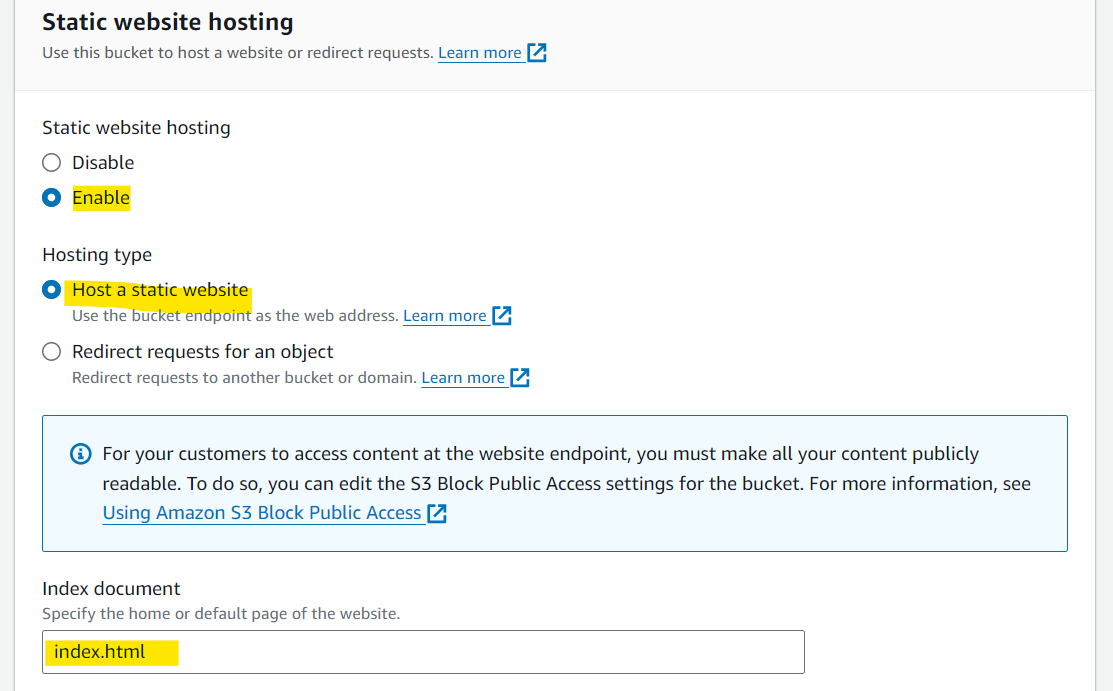 Static website hosting
Use this bucket to host a website or redirect requests. Learn more
Static website hosting
Disable
Enable
Hosting type
Host a static website
Use the bucket endpoint as the web address. Learn more
Redirect requests for an object
Redirect requests to another bucket or domain. Learn more
For your customers to access content at the website endpoint, you must make all your content publicly
readable. To do so, you can edit the S3 Block Public Access settings for the bucket. For more information, see
Using Amazon S3 Block Public Access
Index document
Specify the home or default page of the website.
index.html